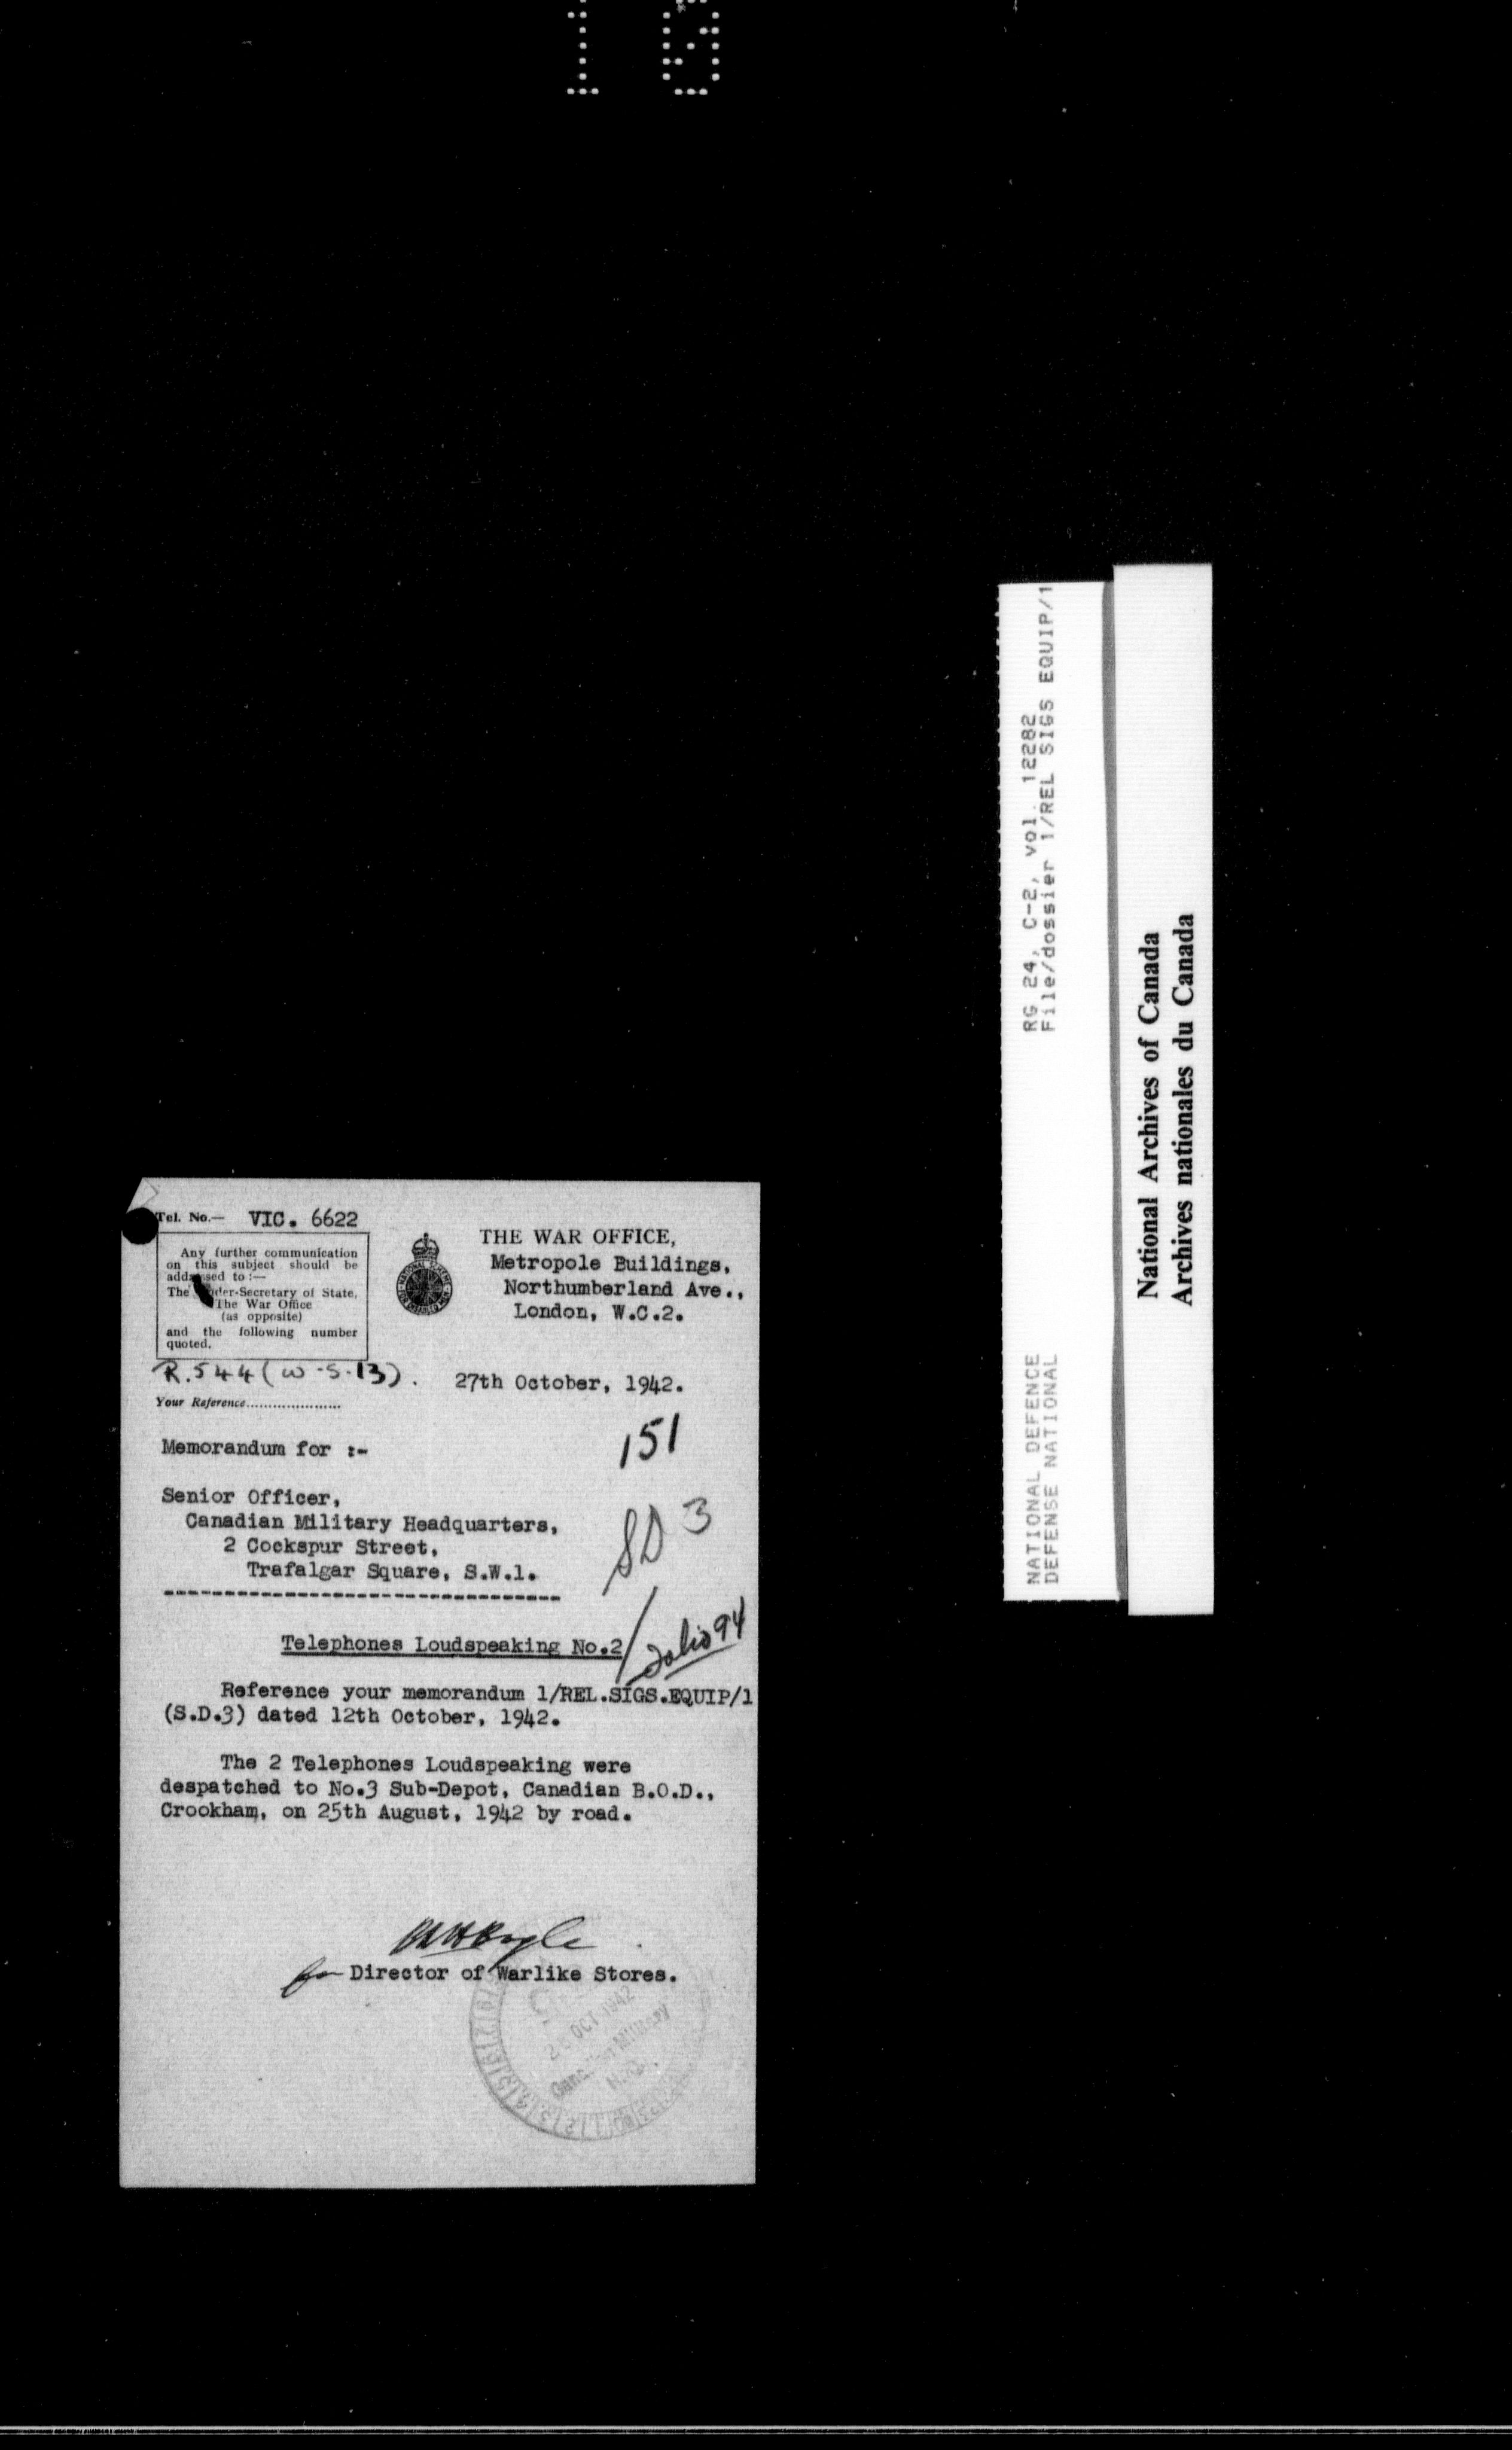 10
Tel. No.— VIC. 6622
Any further communication
on this subject should be
addressed to :—
The Under-Secretary of State,
The War Office
(as opposite)
and the following number
quoted.
NATIONAL SCHEME
FOR DISABLED MEN
THE WAR OFFICE,
Metropole Buildings,
Northumberland Ave.,
London, W.C.2.
R.544(W.S.13).
27th October, 1942.
Your Reference.....................
151
Memorandum for :-
Senior Officer,
Canadian Military Headquarters,
2 Cockspur Street,
Trafalgar Square, S.W.1.
SD 3
---------------------------------
Telephones Loudspeaking No.2
folio 94
Reference your memorandum 1/REL.SIGS.EQUIP/1
(S.D.3) dated 12th October, 1942.
The 2 Telephones Loudspeaking were
despatched to No.3 Sub-Depot, Canadian B.O.D.,
Crookham, on 25th August, 1942 by road.
for Director of Warlike Stores.
OCT 1942
Canadian Military
H.Q.
RG 24, C-2, vol. 12282
File/dossier 1/REL SIGS EQUIP/1
NATIONAL DEFENCE
DEFENSE NATIONAL
National Archives of Canada
Archives nationales du Canada